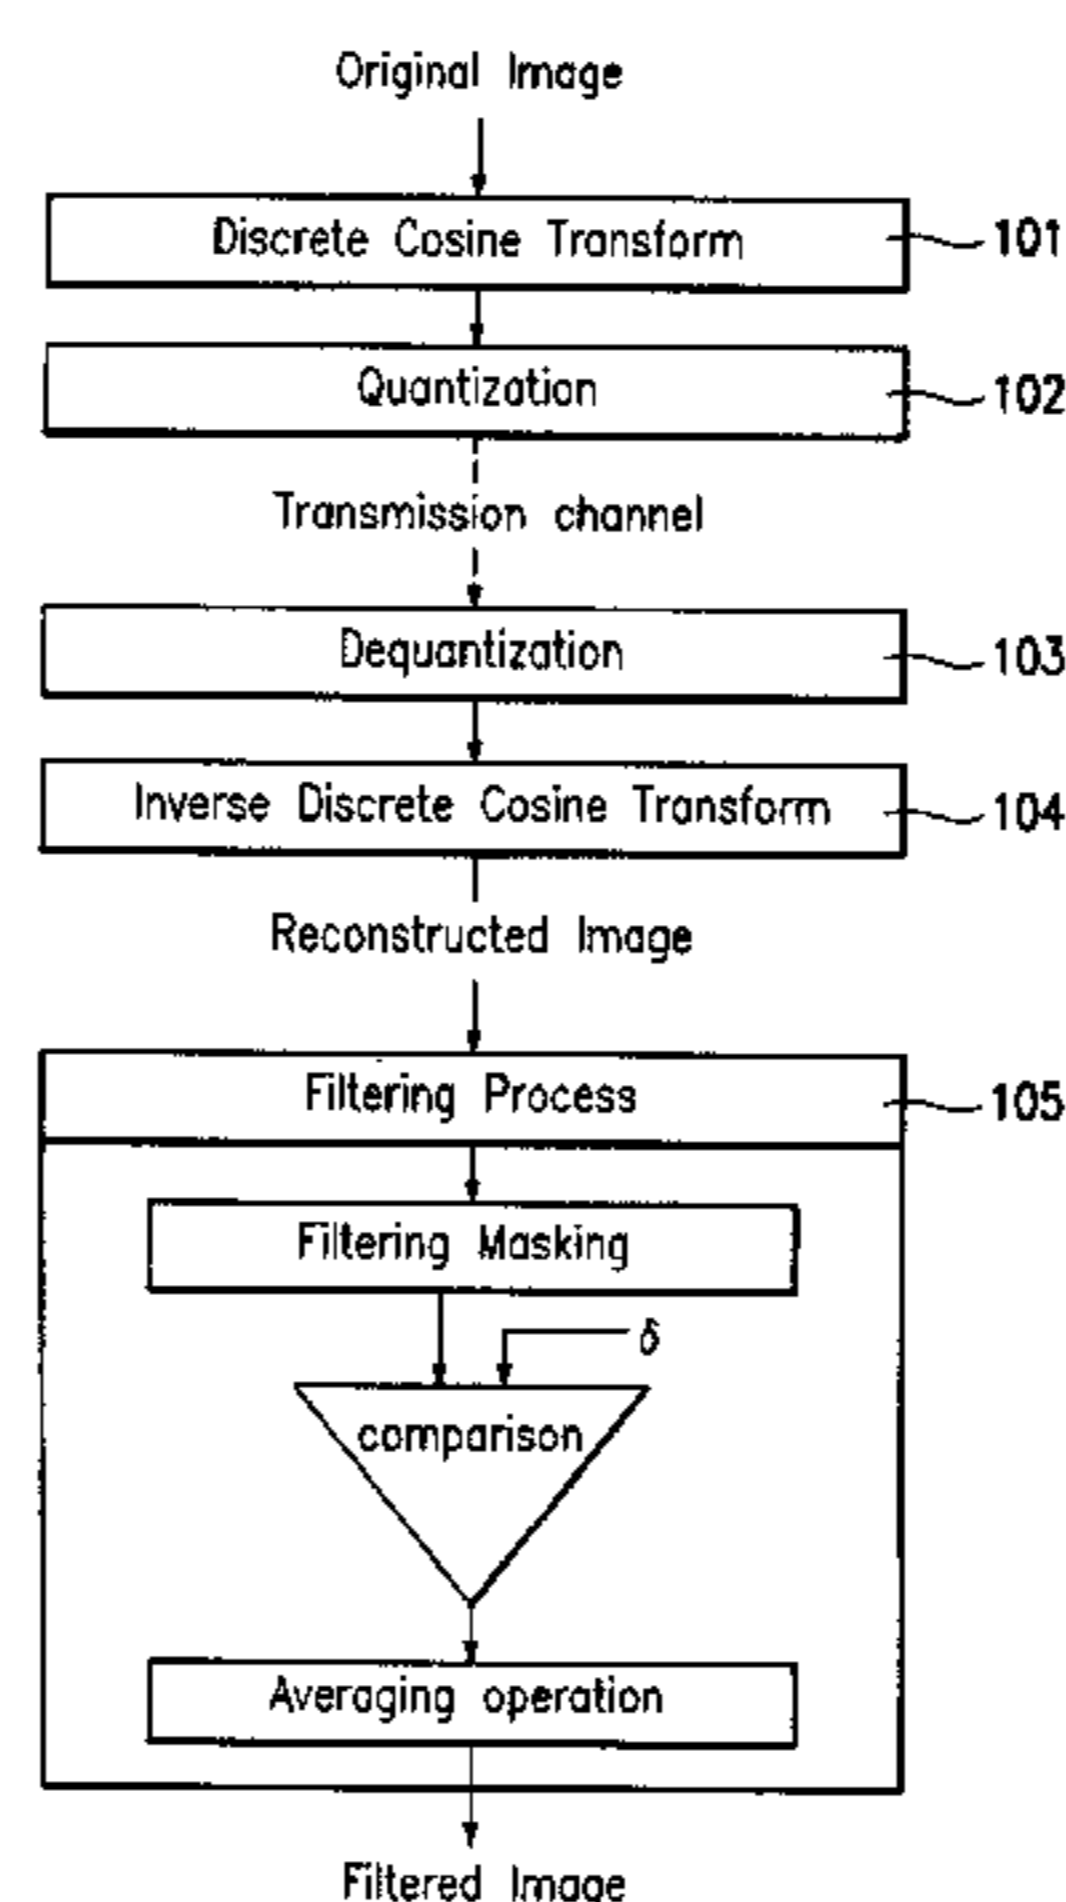 Original Image
Discrete Cosine Transform 101
Quantization 102
Transmission channel
Dequantization 103
Inverse Discrete Cosine Transform 104
Reconstructed Image
Filtering Process 105
Filtering Masking
δ
comparison
Averaging operation
Filtered Image